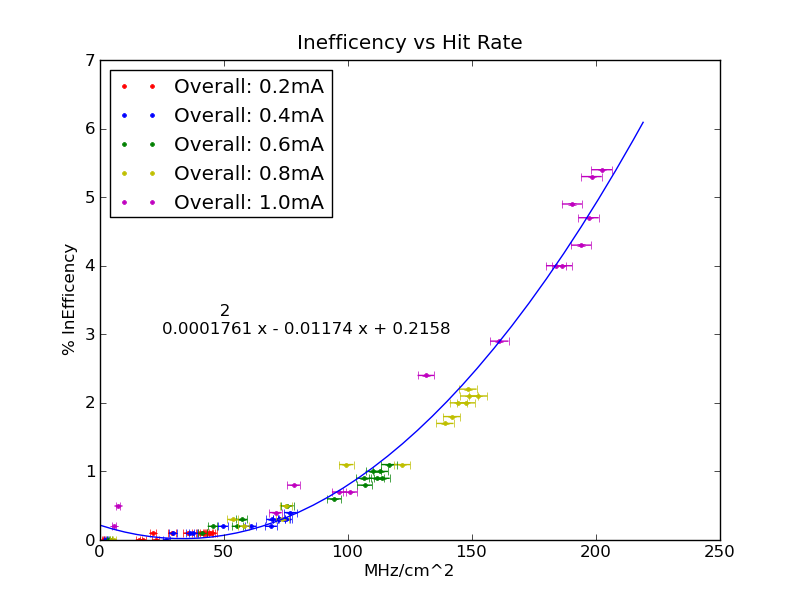 Inefficency vs Hit Rate
7
6
5
4
3
2
1
0
% InEfficency
Overall: 0.2mA
Overall: 0.4mA
Overall: 0.6mA
Overall: 0.8mA
Overall: 1.0mA
2
0.0001761 x - 0.01174 x + 0.2158
0 50 100 150 200 250
MHz/cm^2